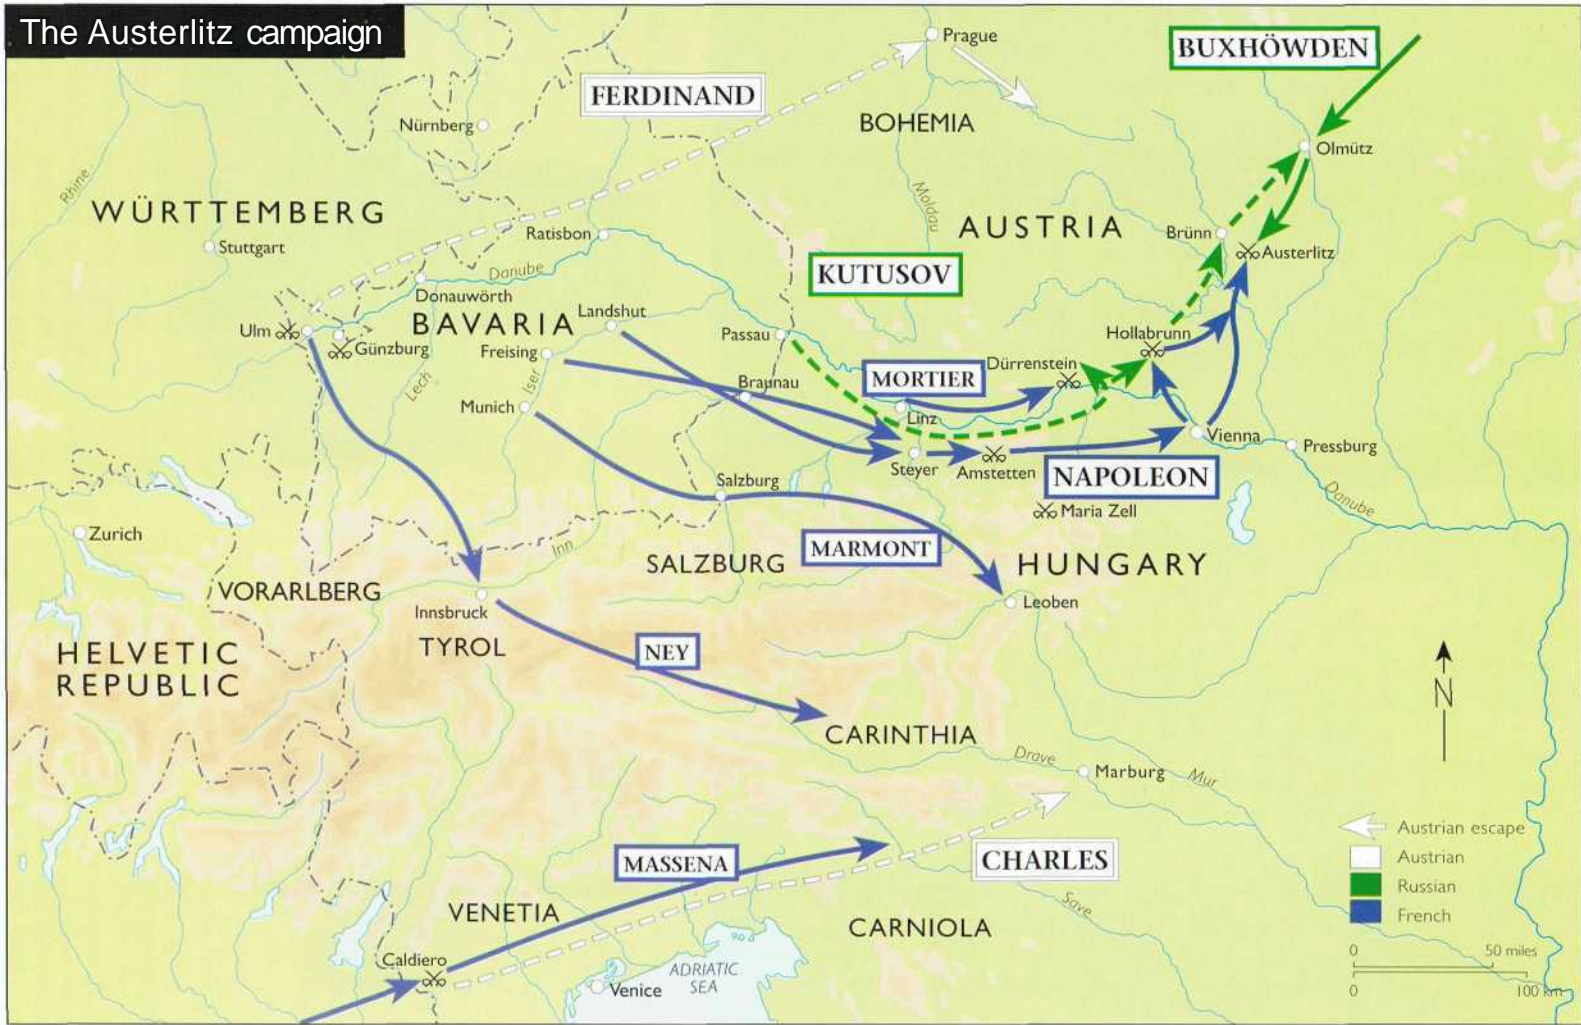 The Austerlitz campaign
BUXHÖWDEN
Prague
FERDINAND
Nürnberg
BOHEMIA
Olmütz
Rhine
WÜRTTEMBERG
Moldau
AUSTRIA
Stuttgart
Ratisbon
Brünn
Austerlitz
KUTUSOV
Danube
Donauwörth
Landshut
BAVARIA
Ulm
Günzburg
Passau
Hollabrunn
Freising
Dürrenstein
Lech
Iser
Braunau
MORTIER
Munich
Linz
Vienna
Pressburg
Steyer
Amstetten
NAPOLEON
Salzburg
Danube
Maria Zell
Zurich
Inn
MARMONT
SALZBURG
HUNGARY
VORARLBERG
Innsbruck
Leoben
TYROL
NEY
HELVETIC
REPUBLIC
N
CARINTHIA
Drave
Marburg
Mur
Austrian escape
Austrian
Russian
French
MASSENA
CHARLES
VENETIA
Save
CARNIOLA
Caldiero
ADRIATIC
SEA
Venice
0 50 miles
0 100 km